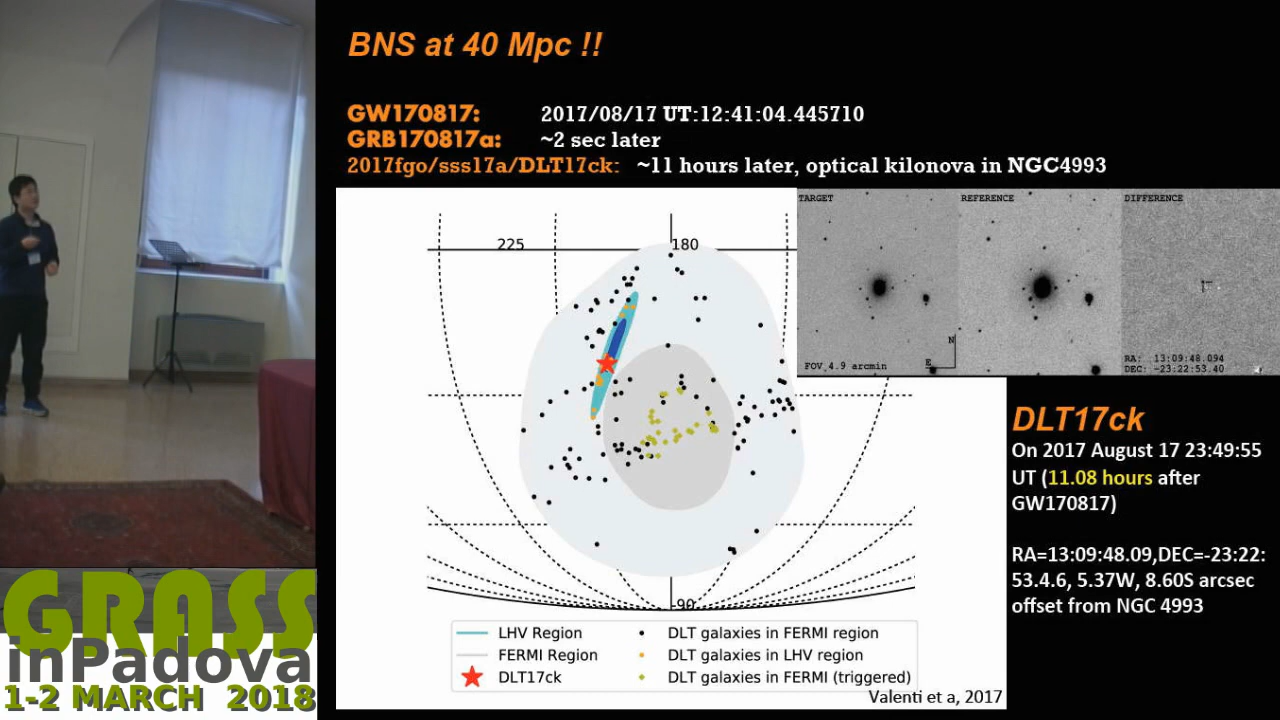 BNS at 40 Mpc !!
GW170817: 2017/08/17 UT:12:41:04.445710
GRB170817a: ~2 sec later
2017fgo/sss17a/DLT17ck: ~11 hours later, optical kilonova in NGC4993
225
180
-90
TARGET
REFERENCE
DIFFERENCE
FOV 4.9 arcmin
N
E
RA: 13:09:48.094
DEC: -23:22:53.40
DLT17ck
On 2017 August 17 23:49:55
UT (11.08 hours after
GW170817)
RA=13:09:48.09,DEC=-23:22:
53.4.6, 5.37W, 8.60S arcsec
offset from NGC 4993
LHV Region
FERMI Region
DLT17ck
DLT galaxies in FERMI region
DLT galaxies in LHV region
DLT galaxies in FERMI (triggered)
Valenti et a, 2017
GRASS
inPadova
1-2 MARCH 2018